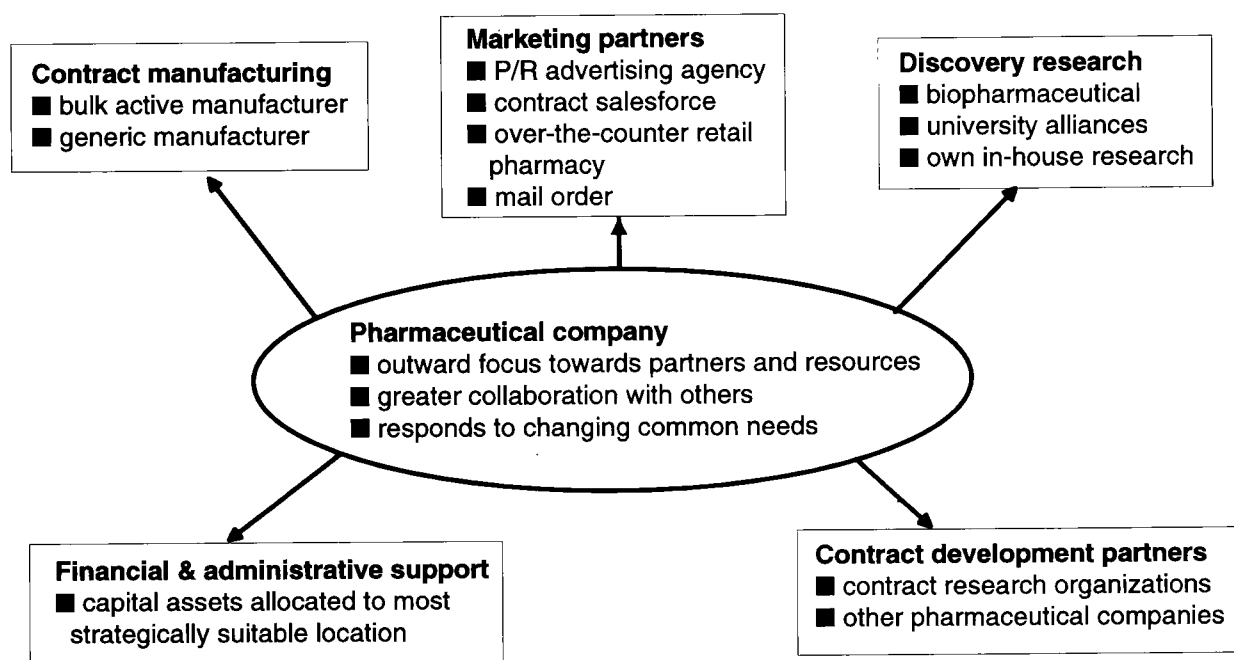 Contract manufacturing
■ bulk active manufacturer
■ generic manufacturer
Marketing partners
■ P/R advertising agency
■ contract salesforce
■ over-the-counter retail
pharmacy
■ mail order
Discovery research
■ biopharmaceutical
■ university alliances
■ own in-house research
Pharmaceutical company
■ outward focus towards partners and resources
■ greater collaboration with others
■ responds to changing common needs
Financial & administrative support
■ capital assets allocated to most
strategically suitable location
Contract development partners
■ contract research organizations
■ other pharmaceutical companies